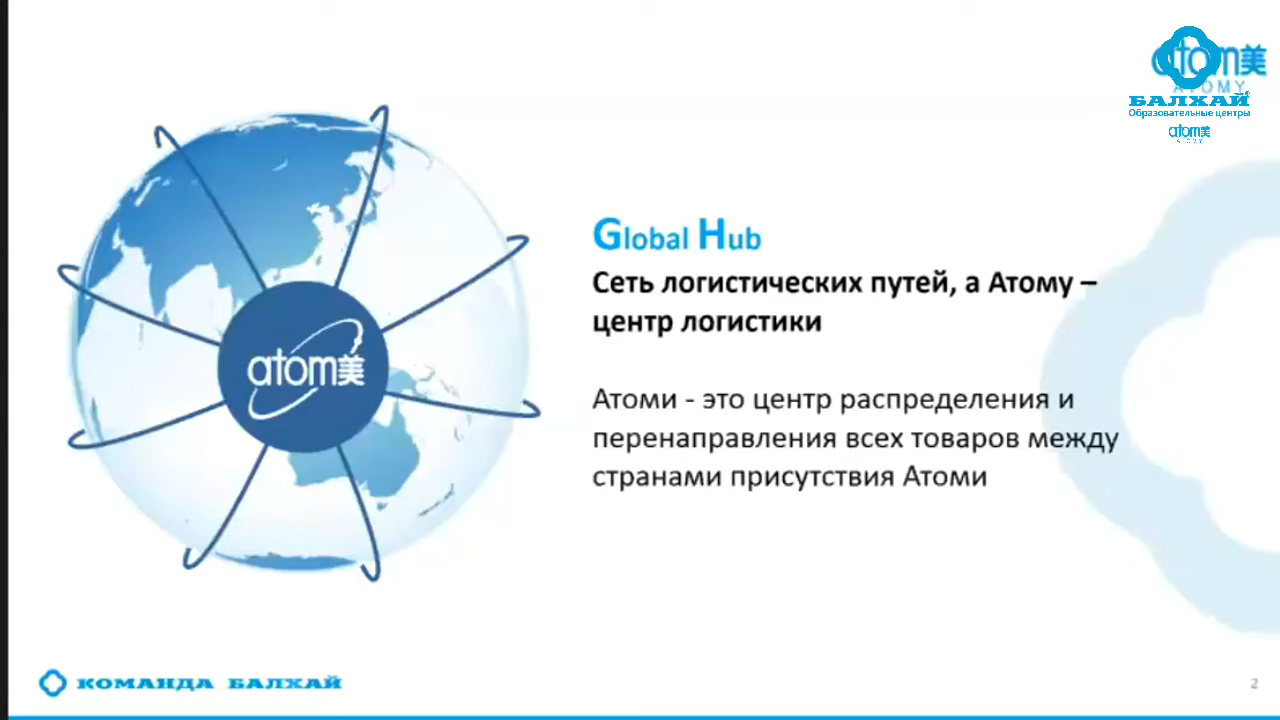 atom美
ATOMY
БАЛХАЙ
Образовательные центры
atom美
ATOMY
Global Hub
Сеть логистических путей, а Атому –
центр логистики
atom美
Атоми - это центр распределения и
перенаправления всех товаров между
странами присутствия Атоми
КОМАНДА БАЛХАЙ
2